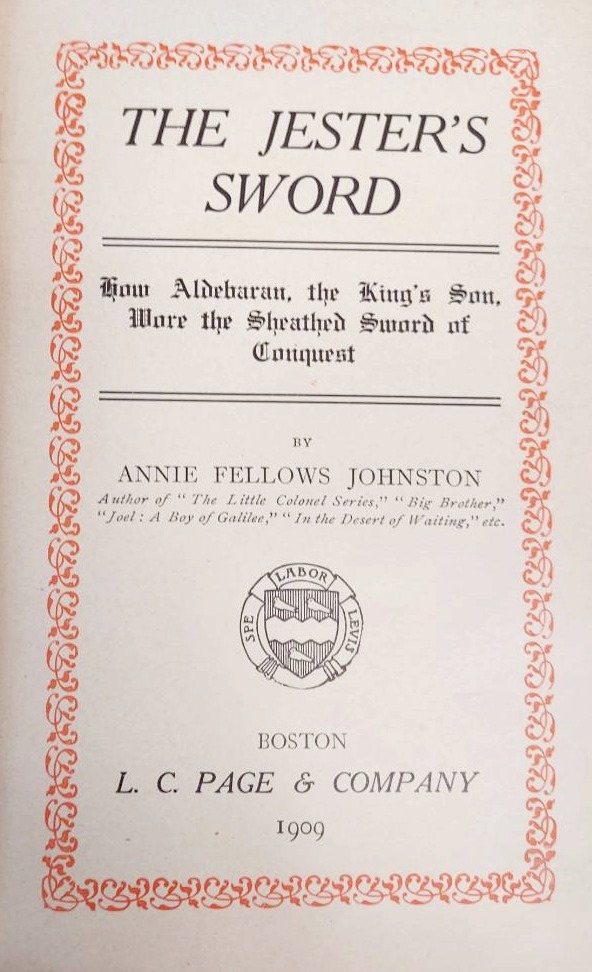 THE JESTER'S
SWORD
How Aldebaran, the King's Son,
Wore the Sheathed Sword of
Conquest
BY
ANNIE FELLOWS JOHNSTON
Author of "The Little Colonel Series," "Big Brother,"
"Joel: A Boy of Galilee," "In the Desert of Waiting," etc.
SPE LABOR LEVIS
BOSTON
L. C. PAGE & COMPANY
1909